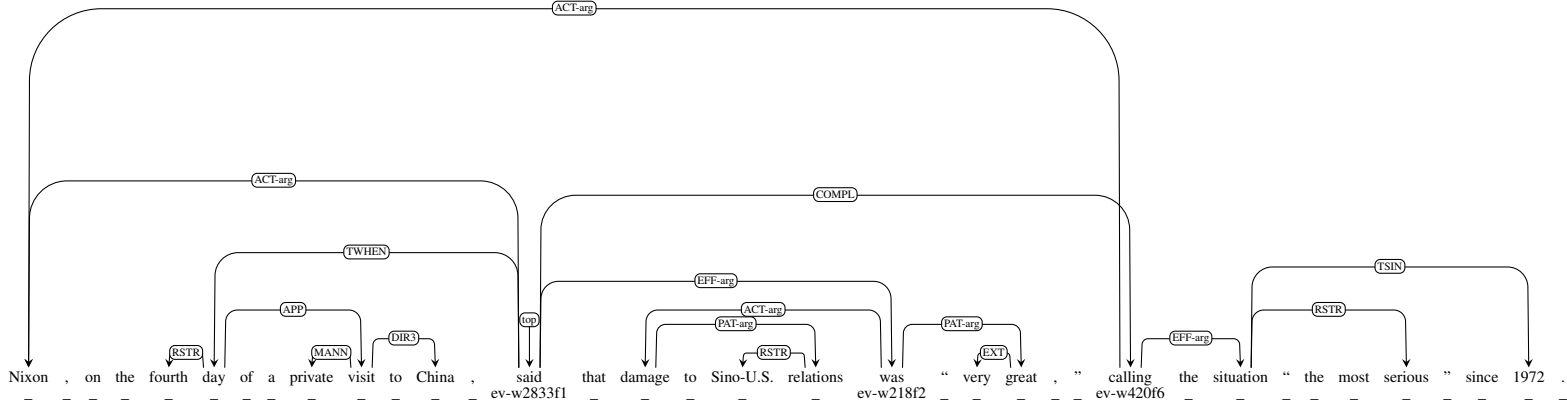 ACT-arg
ACT-arg
COMPL
TWHEN
TSIN
EFF-arg
APP
ACT-arg
RSTR
top
PAT-arg
PAT-arg
DIR3
EFF-arg
RSTR
MANN
RSTR
EXT
Nixon , on the fourth day of a private visit to China , said that damage to Sino-U.S. relations was “ very great , ” calling the situation “ the most serious ” since 1972 .
_ _ _ _ _ _ _ _ _ _ _ _ _ ev-w2833f1 _ _ _ _ _ ev-w218f2 _ _ _ _ _ ev-w420f6 _ _ _ _ _ _ _ _ _ _